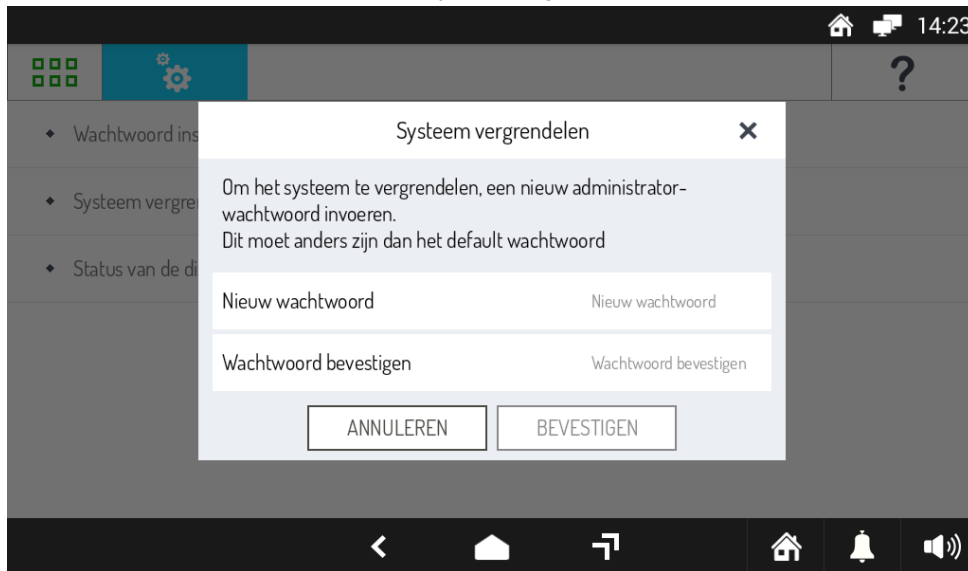 14:23
?
Wachtwoord ins
Systeem vergre
Status van de di
Systeem vergrendelen
Om het systeem te vergrendelen, een nieuw administrator-
wachtwoord invoeren.
Dit moet anders zijn dan het default wachtwoord
Nieuw wachtwoord Nieuw wachtwoord
Wachtwoord bevestigen Wachtwoord bevestigen
ANNULEREN BEVESTIGEN